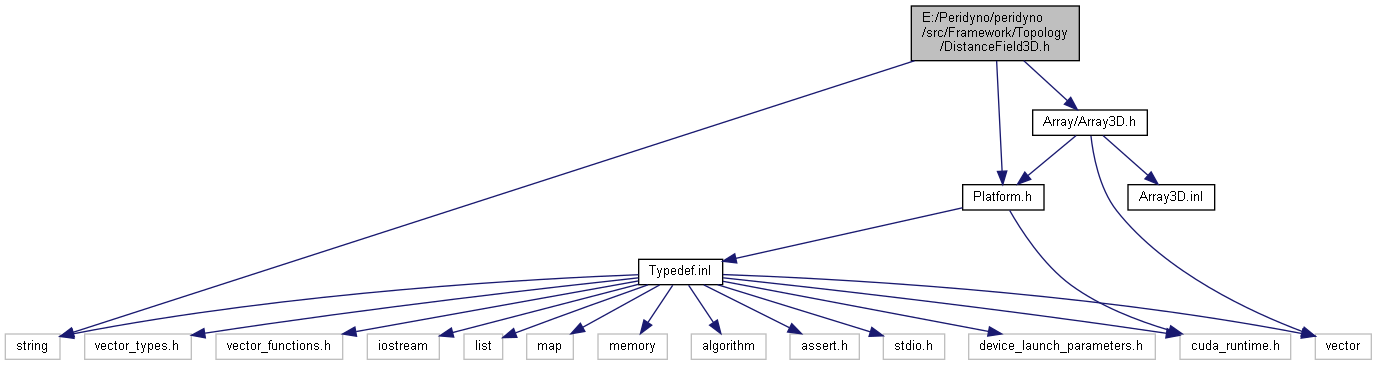 E:/Peridyno/peridyno
/src/Framework/Topology
/DistanceField3D.h
Array/Array3D.h
Platform.h
Array3D.inl
Typedef.inl
string
vector_types.h
vector_functions.h
iostream
list
map
memory
algorithm
assert.h
stdio.h
device_launch_parameters.h
cuda_runtime.h
vector